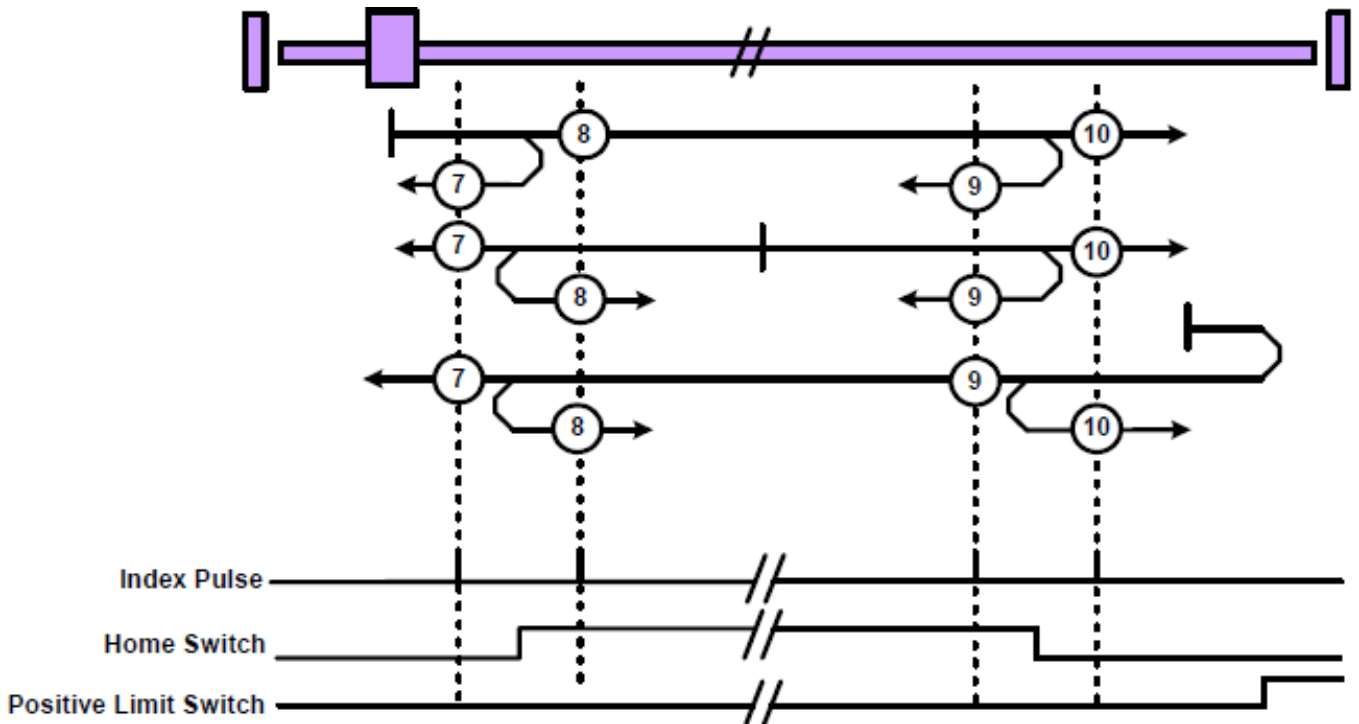 8 10
7 9
7 10
8 9
7 9
8 10
Index Pulse
Home Switch
Positive Limit Switch